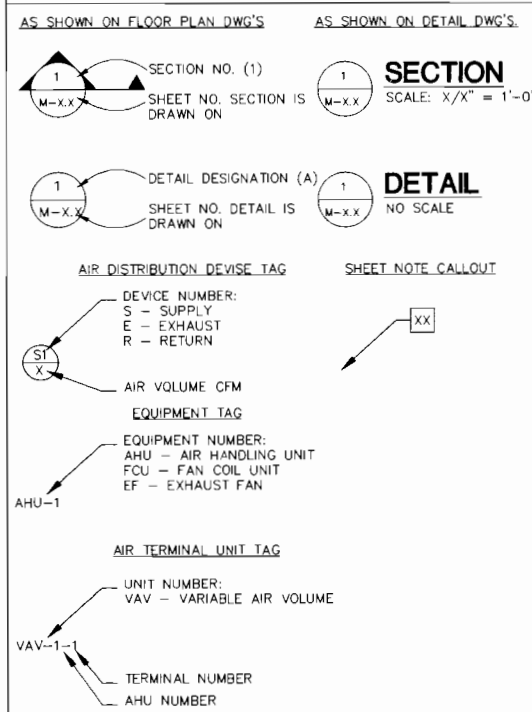 AS SHOWN ON FLOOR PLAN DWG'S
AS SHOWN ON DETAIL DWG'S.
1
M-X.X
SECTION NO. (1)
SHEET NO. SECTION IS
DRAWN ON
1
M-X.X
SECTION
SCALE: X/X" = 1'-0"
1
M-X.X
DETAIL DESIGNATION (A)
SHEET NO. DETAIL IS
DRAWN ON
1
M-X.X
DETAIL
NO SCALE
AIR DISTRIBUTION DEVISE TAG
SHEET NOTE CALLOUT
DEVICE NUMBER:
S - SUPPLY
E - EXHAUST
R - RETURN
S1
X
AIR VOLUME CFM
XX
EQUIPMENT TAG
EQUIPMENT NUMBER:
AHU - AIR HANDLING UNIT
FCU - FAN COIL UNIT
EF - EXHAUST FAN
AHU-1
AIR TERMINAL UNIT TAG
UNIT NUMBER:
VAV - VARIABLE AIR VOLUME
VAV-1-1
TERMINAL NUMBER
AHU NUMBER